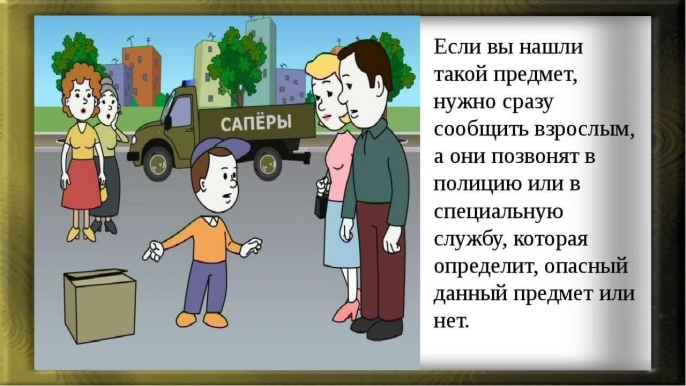 САПЁРЫ
Если вы нашли
такой предмет,
нужно сразу
сообщить взрослым,
а они позвонят в
полицию или в
специальную
службу, которая
определит, опасный
данный предмет или
нет.